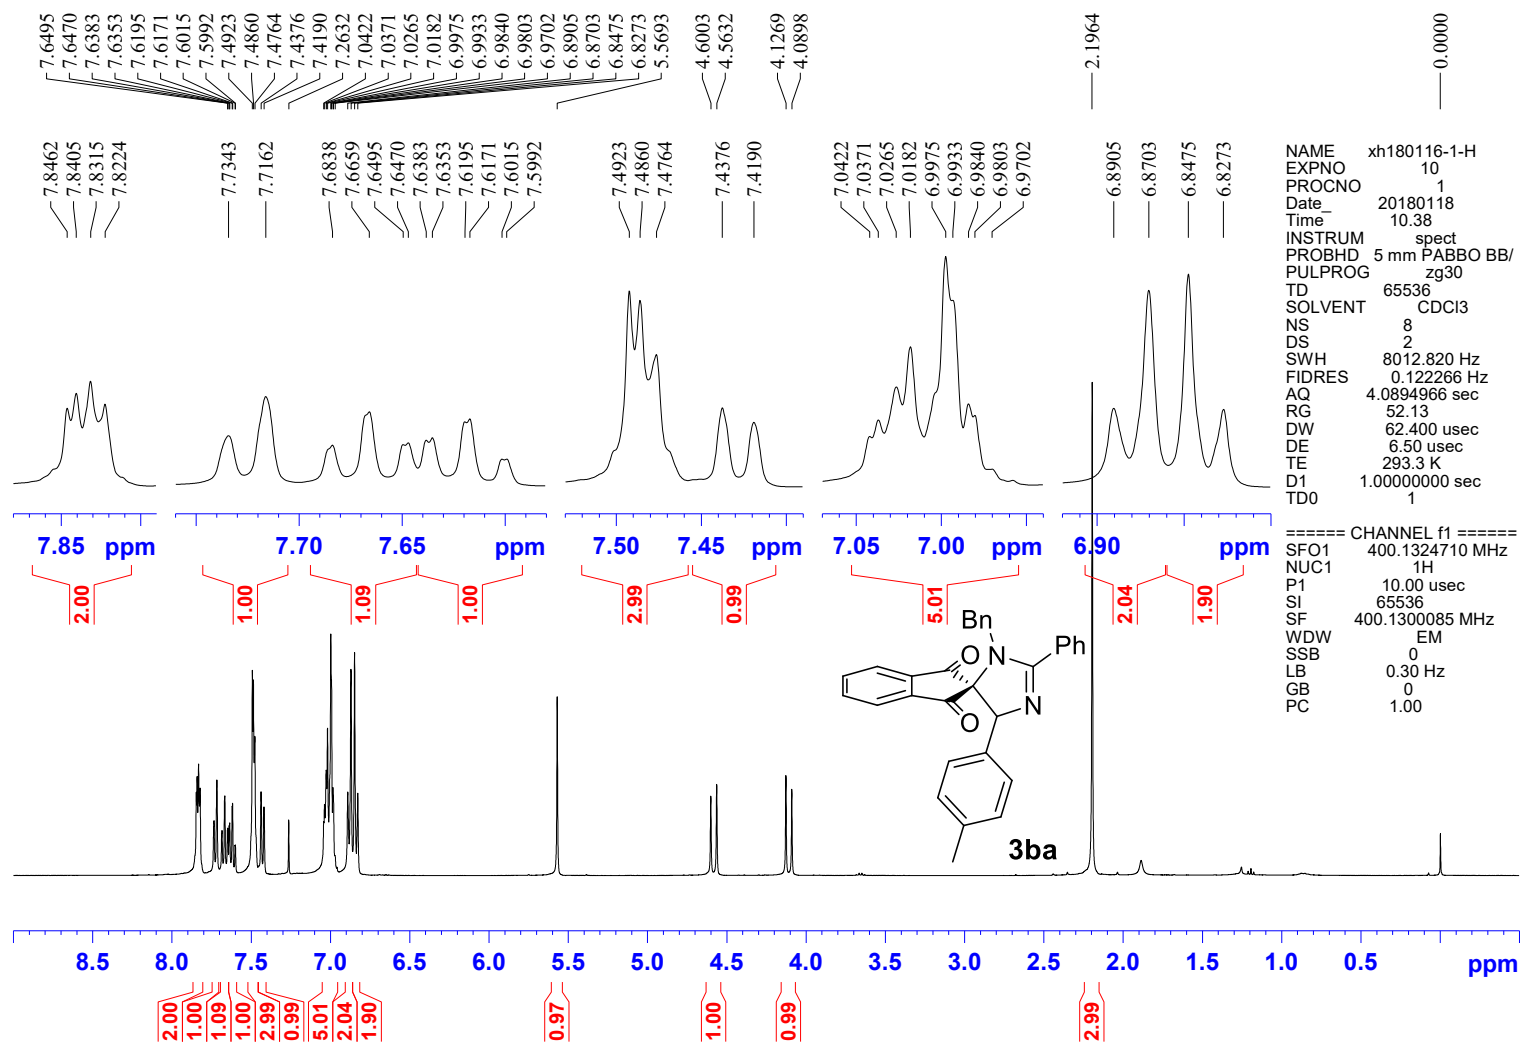 7.6495
7.6470
7.6383
7.6353
7.6195
7.6171
7.6015
7.5992
7.4923
7.4860
7.4764
7.4376
7.4190
7.2632
7.0422
7.0371
7.0265
7.0182
6.9975
6.9933
6.9840
6.9803
6.9702
6.8905
6.8703
6.8475
6.8273
5.5693
4.6003
4.5632
4.1269
4.0898
2.1964
0.0000
7.8462
7.8405
7.8315
7.8224
7.7343
7.7162
7.6838
7.6659
7.6495
7.6470
7.6383
7.6353
7.6195
7.6171
7.6015
7.5992
7.4923
7.4860
7.4764
7.4376
7.4190
7.0422
7.0371
7.0265
7.0182
6.9975
6.9933
6.9840
6.9803
6.9702
6.8905
6.8703
6.8475
6.8273
NAME xh180116-1-H
EXPNO 10
PROCNO 1
Date_ 20180118
Time 10.38
INSTRUM spect
PROBHD 5 mm PABBO BB/
PULPROG zg30
TD 65536
SOLVENT CDCl3
NS 8
DS 2
SWH 8012.820 Hz
FIDRES 0.122266 Hz
AQ 4.0894966 sec
RG 52.13
DW 62.400 usec
DE 6.50 usec
TE 293.3 K
D1 1.00000000 sec
TD0 1
====== CHANNEL f1 ======
SFO1 400.1324710 MHz
NUC1 1H
P1 10.00 usec
SI 65536
SF 400.1300085 MHz
WDW EM
SSB 0
LB 0.30 Hz
GB 0
PC 1.00
7.85 ppm
7.70 7.65 ppm
7.50 7.45 ppm
7.05 7.00 ppm
6.90 ppm
2.00
1.00
1.09
1.00
2.99
0.99
5.01
2.04
1.90
Bn
O
N
Ph
N
O
3ba
8.5 8.0 7.5 7.0 6.5 6.0 5.5 5.0 4.5 4.0 3.5 3.0 2.5 2.0 1.5 1.0 0.5 ppm
2.00
1.00
1.09
1.00
2.99
0.99
5.01
2.04
1.90
0.97
1.00
0.99
2.99